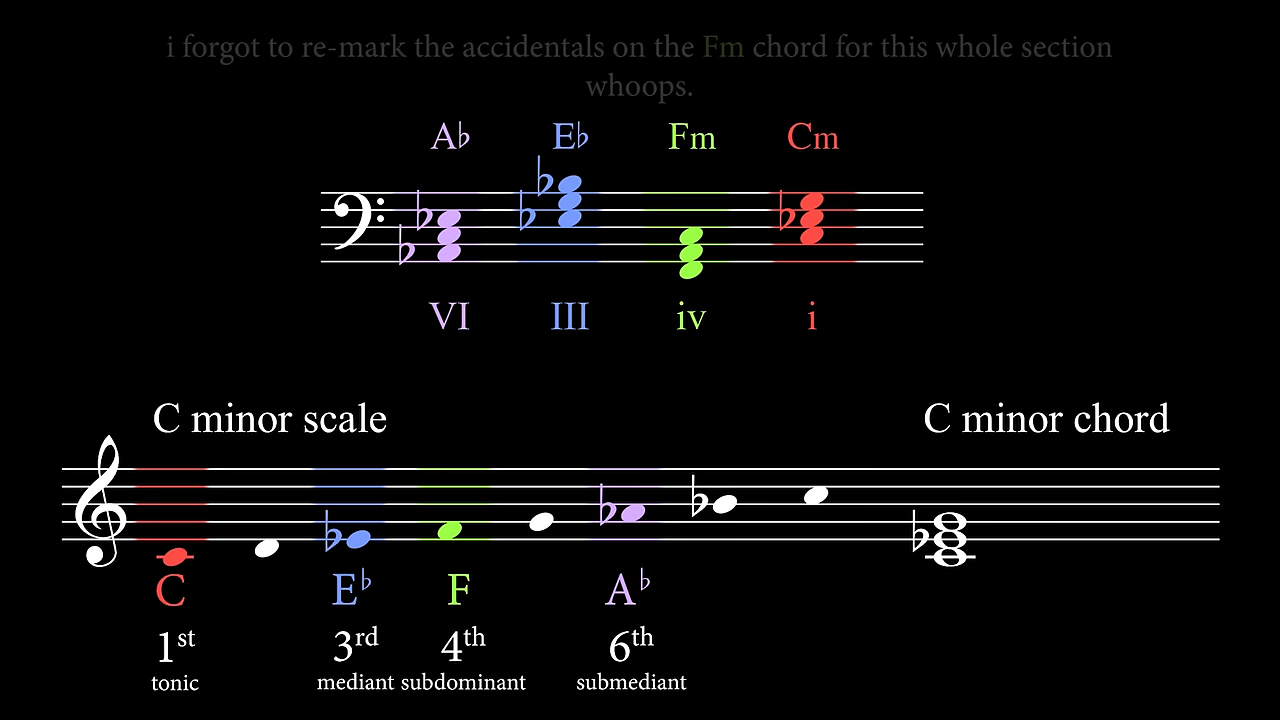 i forgot to re-mark the accidentals on the Fm chord for this whole section
whoops.
A♭ E♭ Fm Cm
VI III iv i
C minor scale C minor chord
C E♭ F A♭
1st 3rd 4th 6th
tonic mediant subdominant submediant